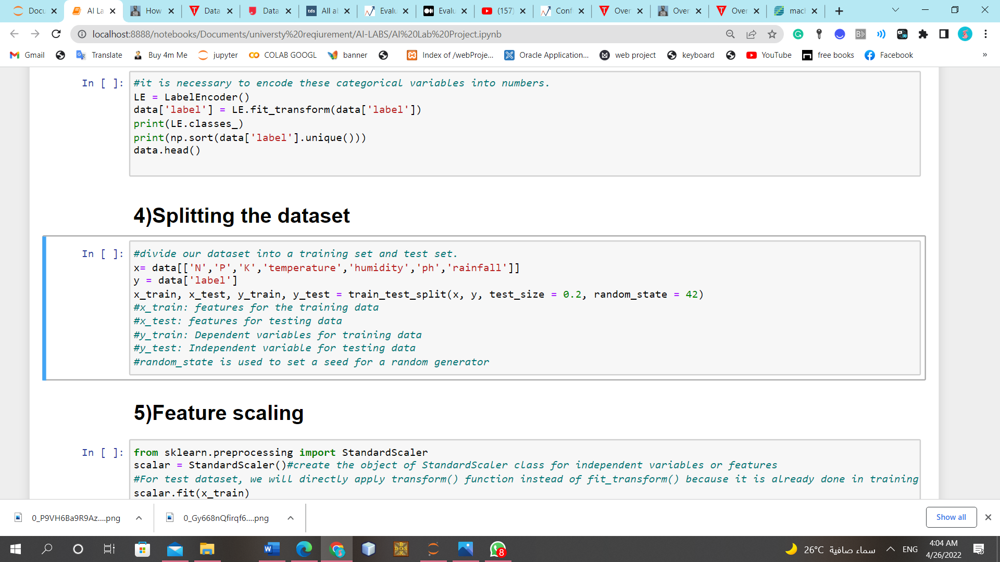 Docu
AI La
How
Data
Data
tds All al
Evalu
Evalu
(157)
Conf
Over
Over
Over
mac
localhost:8888/notebooks/Documents/universty%20reqiurement/AI-LABS/AI%20Lab%20Project.ipynb
Gmail
Translate
Buy 4m Me
jupyter
COLAB GOOGL
banner
Index of /webProje...
Oracle Application...
web project
keyboard
YouTube
free books
Facebook
»
In [ ]:
#it is necessary to encode these categorical variables into numbers.
LE = LabelEncoder()
data['label'] = LE.fit_transform(data['label'])
print(LE.classes_)
print(np.sort(data['label'].unique()))
data.head()
4)Splitting the dataset
In [ ]:
#divide our dataset into a training set and test set.
x= data[['N','P','K','temperature','humidity','ph','rainfall']]
y = data['label']
x_train, x_test, y_train, y_test = train_test_split(x, y, test_size = 0.2, random_state = 42)
#x_train: features for the training data
#x_test: features for testing data
#y_train: Dependent variables for training data
#y_test: Independent variable for testing data
#random_state is used to set a seed for a random generator
5)Feature scaling
In [ ]:
from sklearn.preprocessing import StandardScaler
scalar = StandardScaler()#create the object of StandardScaler class for independent variables or features
#For test dataset, we will directly apply transform() function instead of fit_transform() because it is already done in training
scalar.fit(x_train)
0_P9VH6Ba9R9Az....png
0_Gy668nQfirqf6....png
Show all
26°C سماء صافية
ENG
4:04 AM
4/26/2022
8